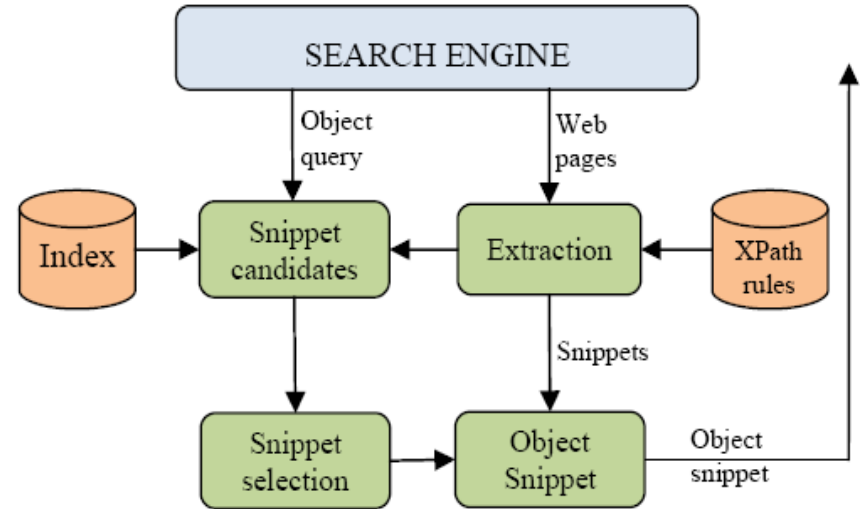 SEARCH ENGINE
Object
query
Web
pages
Index
Snippet
candidates
Extraction
XPath
rules
Snippets
Snippet
selection
Object
Snippet
Object
snippet